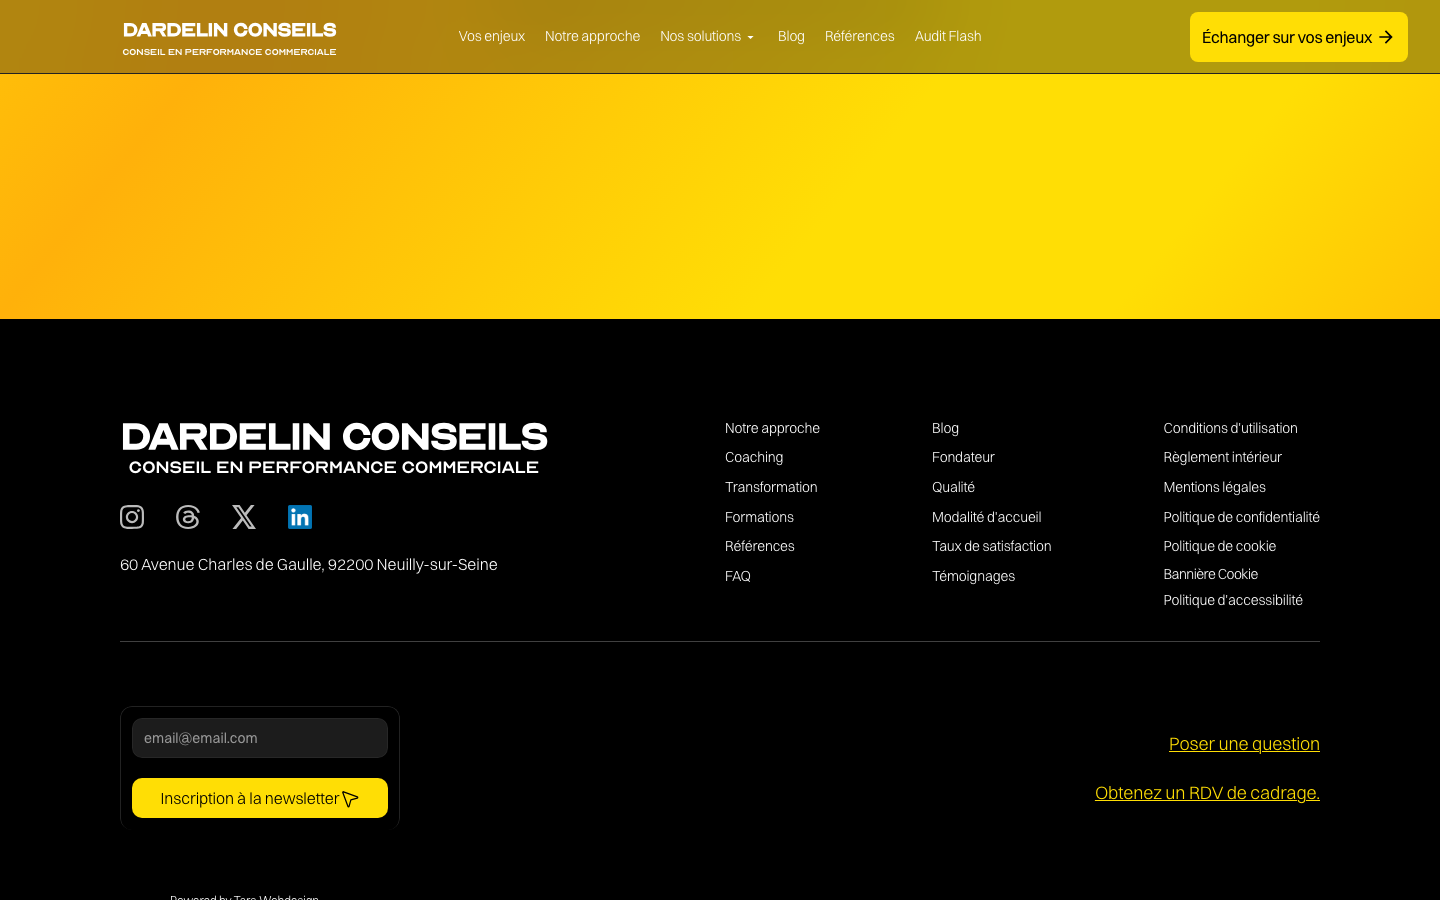 DARDELIN CONSEILS
CONSEIL EN PERFORMANCE COMMERCIALE
Vos enjeux
Notre approche
Nos solutions
Blog
Références
Audit Flash
Échanger sur vos enjeux
DARDELIN CONSEILS
CONSEIL EN PERFORMANCE COMMERCIALE
60 Avenue Charles de Gaulle, 92200 Neuilly-sur-Seine
Notre approche
Coaching
Transformation
Formations
Références
FAQ
Blog
Fondateur
Qualité
Modalité d'accueil
Taux de satisfaction
Témoignages
Conditions d'utilisation
Règlement intérieur
Mentions légales
Politique de confidentialité
Politique de cookie
Bannière Cookie
Politique d'accessibilité
email@email.com
Inscription à la newsletter
Poser une question
Obtenez un RDV de cadrage.